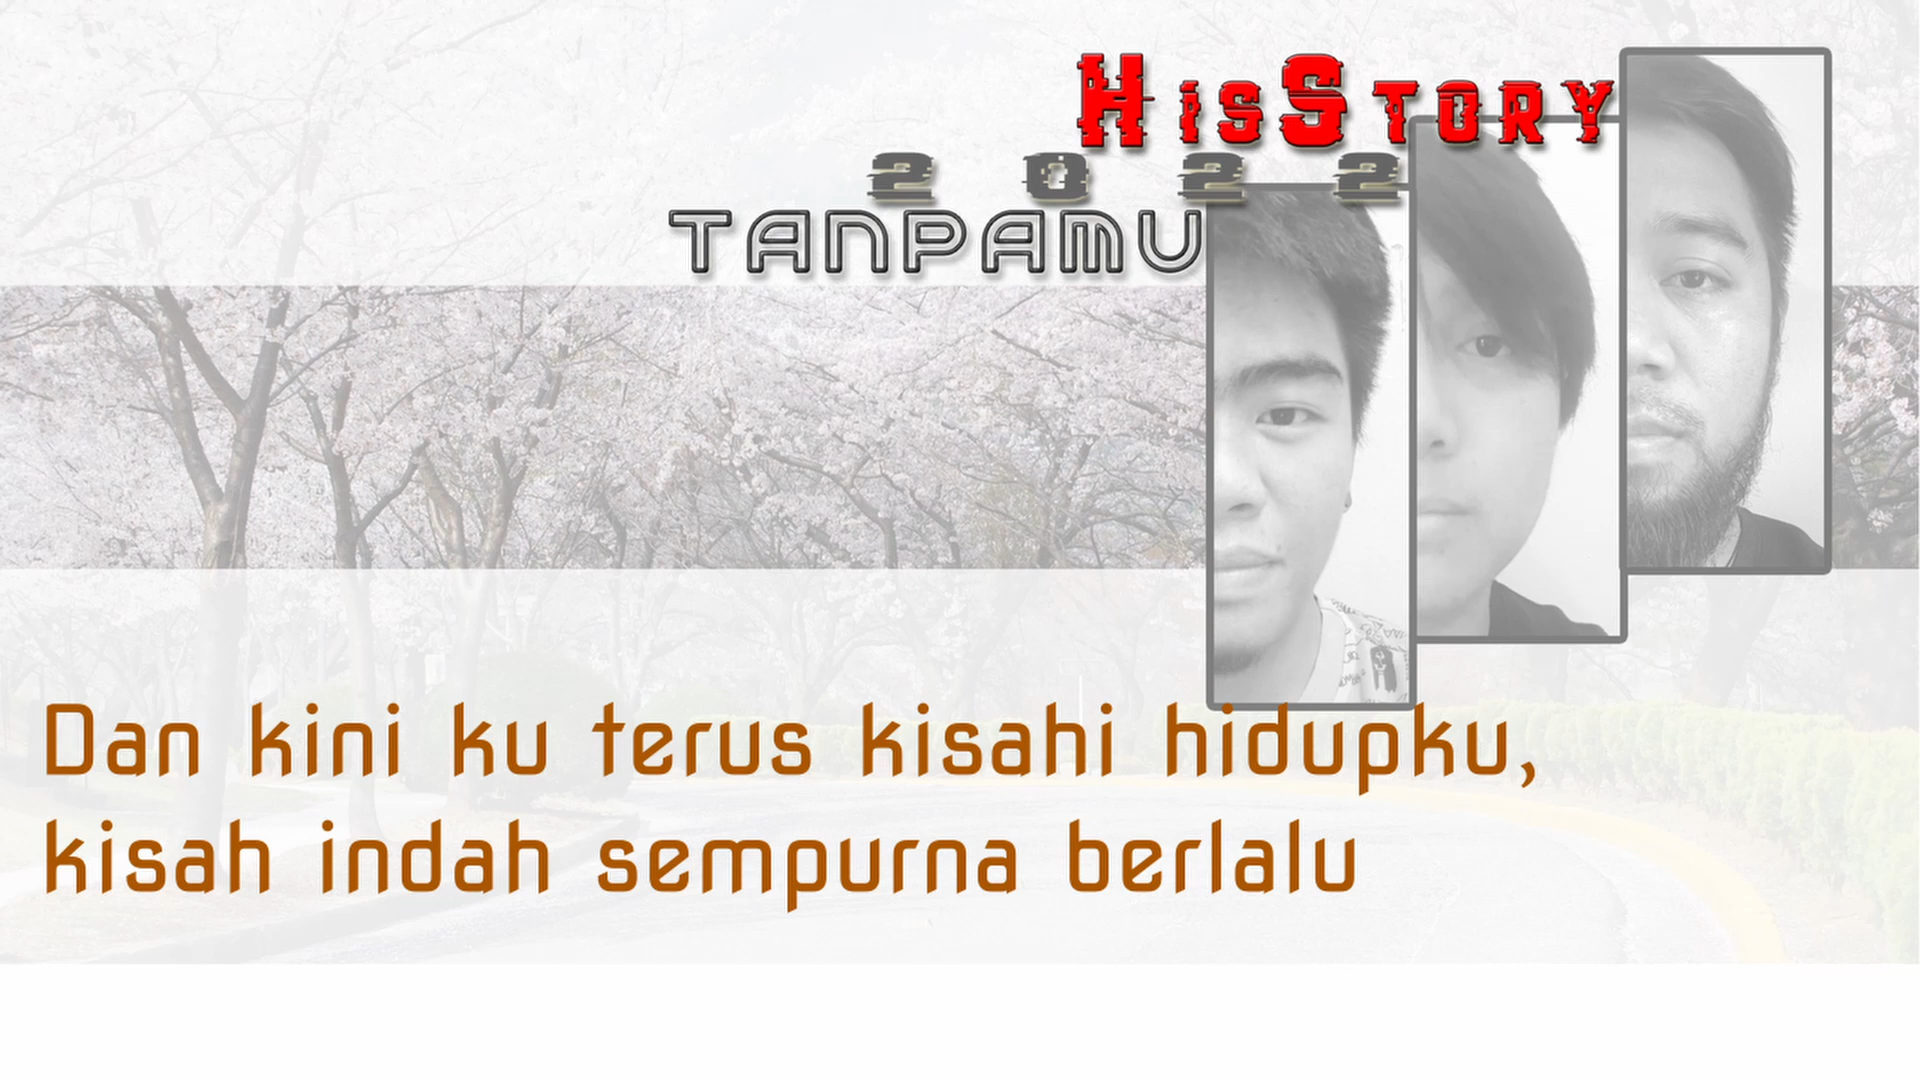 HisStory
2022
TANPAMU
Dan kini ku terus kisahi hidupku,
kisah indah sempurna berlalu